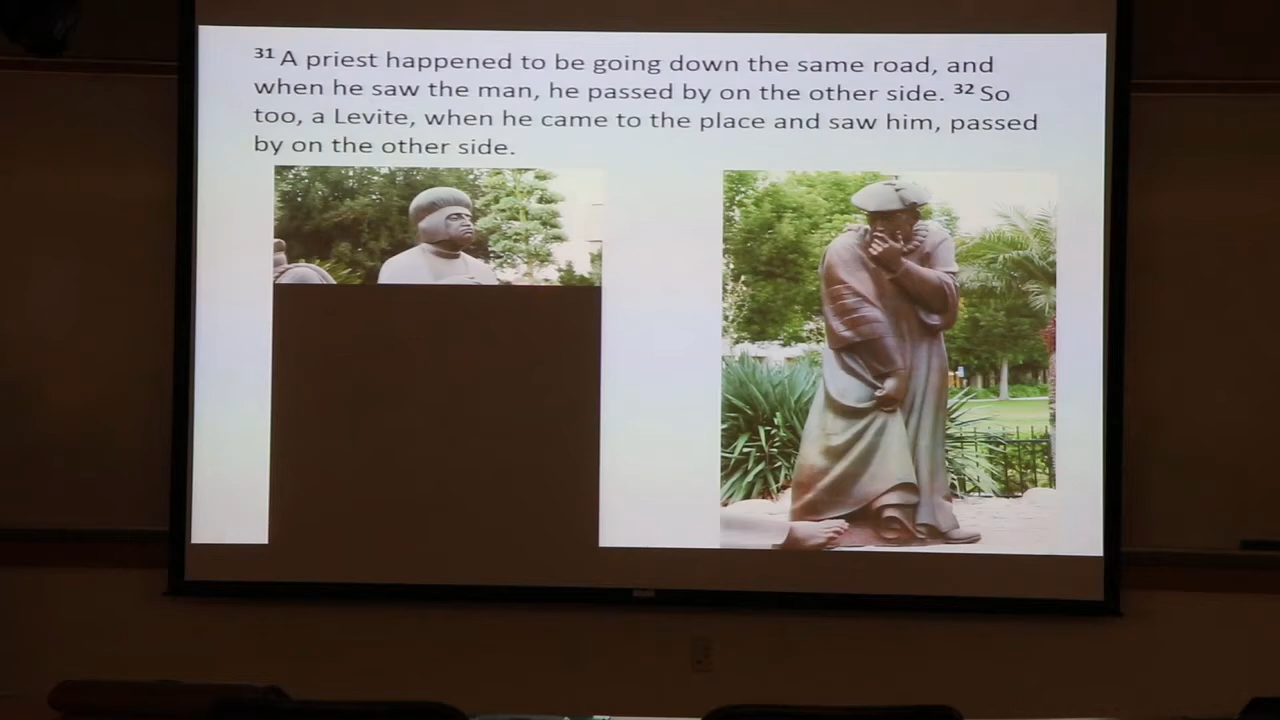 31 A priest happened to be going down the same road, and
when he saw the man, he passed by on the other side. 32 So
too, a Levite, when he came to the place and saw him, passed
by on the other side.